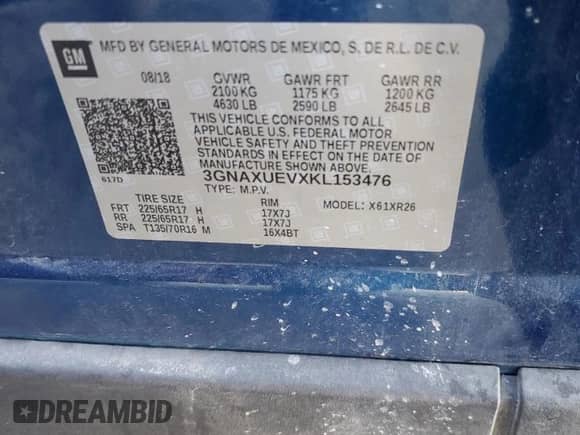 GM
MFD BY GENERAL MOTORS DE MEXICO, S. DE R.L. DE C.V.
08/18 GVWR GAWR FRT GAWR RR
2100 KG 1175 KG 1200 KG
4630 LB 2590 LB 2645 LB
THIS VEHICLE CONFORMS TO ALL
APPLICABLE U.S. FEDERAL MOTOR
VEHICLE SAFETY AND THEFT PREVENTION
STANDARDS IN EFFECT ON THE DATE OF
MANUFACTURE SHOWN ABOVE.
617D 3GNAXUEVXKL153476
TYPE: M.P.V.
TIRE SIZE RIM MODEL: X61XR26
FRT 225/65R17 H 17X7J
RR 225/65R17 H 17X7J
SPA T135/70R16 M 16X4BT
DREAMBID